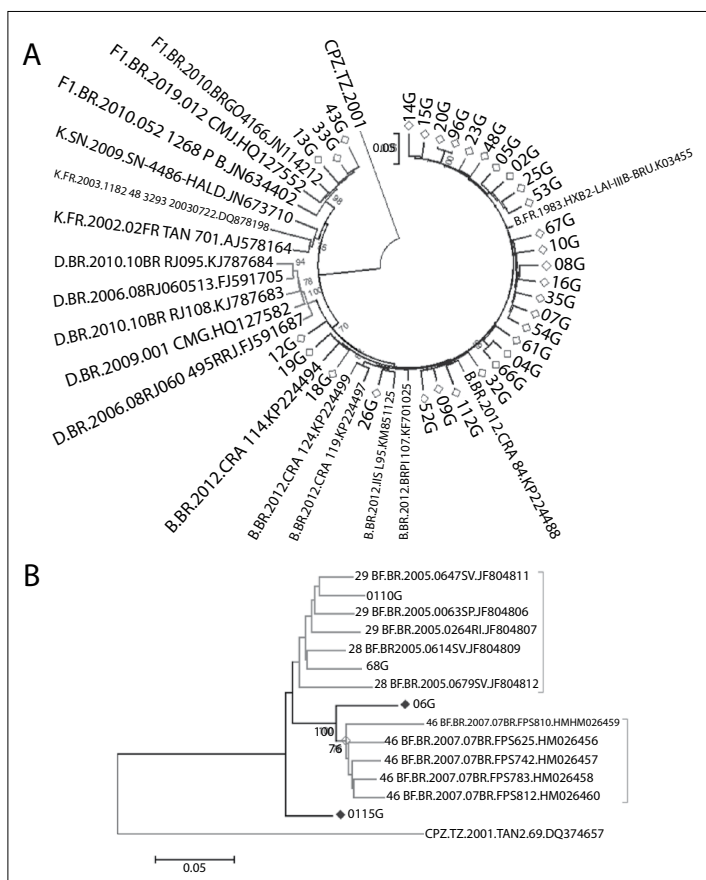 A
CPZ.TZ.2001
43G
33G
13G
F1.BR.2010.BRGO4166.JN114212
F1.BR.2019.012 CMJ.HQ127552
F1.BR.2010.052 1268 P B.JN634402
K.SN.2009.SN-4486-HALD.JN673710
K.FR.2003.1182 48 3293 20030722.DQ878198
K.FR.2002.02FR TAN 701.AJ578164
D.BR.2010.10BR RJ095.KJ787684
D.BR.2006.08RJ060513.FJ591705
D.BR.2010.10BR RJ108.KJ787683
D.BR.2009.001 CMG.HQ127582
D.BR.2006.08RJ060 495RRJ.FJ591687
12G
19G
B.BR.2012.CRA 114.KP224494
18G
B.BR.2012.CRA 124.KP224499
B.BR.2012.CRA 119.KP224497
26G
B.BR.2012.IIS L95.KM851125
B.BR.2012.BRPI 107.KF701025
52G
09G
112G
B.BR.2012.CRA 84.KP224488
32G
66G
04G
61G
54G
07G
35G
16G
08G
10G
67G
B.FR.1983.HXB2-LAI-IIIB-BRU.K03455
53G
25G
02G
05G
48G
23G
96G
20G
15G
14G
98
94
78
100
70
B
29 BF.BR.2005.0647SV.JF804811
0110G
29 BF.BR.2005.0063SP.JF804806
29 BF.BR.2005.0264RI.JF804807
28 BF.BR2005.0614SV.JF804809
68G
28 BF.BR.2005.0679SV.JF804812
06G
100
46 BF.BR.2007.07BR.FPS810.HMHM026459
76
46 BF.BR.2007.07BR.FPS625.HM026456
46 BF.BR.2007.07BR.FPS742.HM026457
46 BF.BR.2007.07BR.FPS783.HM026458
46 BF.BR.2007.07BR.FPS812.HM026460
0115G
CPZ.TZ.2001.TAN2.69.DQ374657
0.05